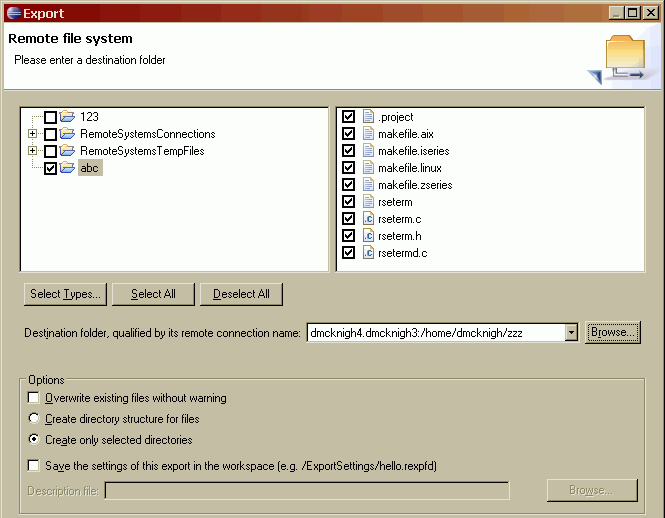 Export
Remote file system
Please enter a destination folder
123
RemoteSystemsConnections
RemoteSystemsTempFiles
abc
.project
makefile.aix
makefile.iseries
makefile.linux
makefile.zseries
rseterm
rseterm.c
rseterm.h
rsetermd.c
Select Types...
Select All
Deselect All
Destination folder, qualified by its remote connection name:
dmcknigh4.dmcknigh3:/home/dmcknigh/zzz
Browse...
Options
Overwrite existing files without warning
Create directory structure for files
Create only selected directories
Save the settings of this export in the workspace (e.g. /ExportSettings/hello.rexpfd)
Description file:
Browse...